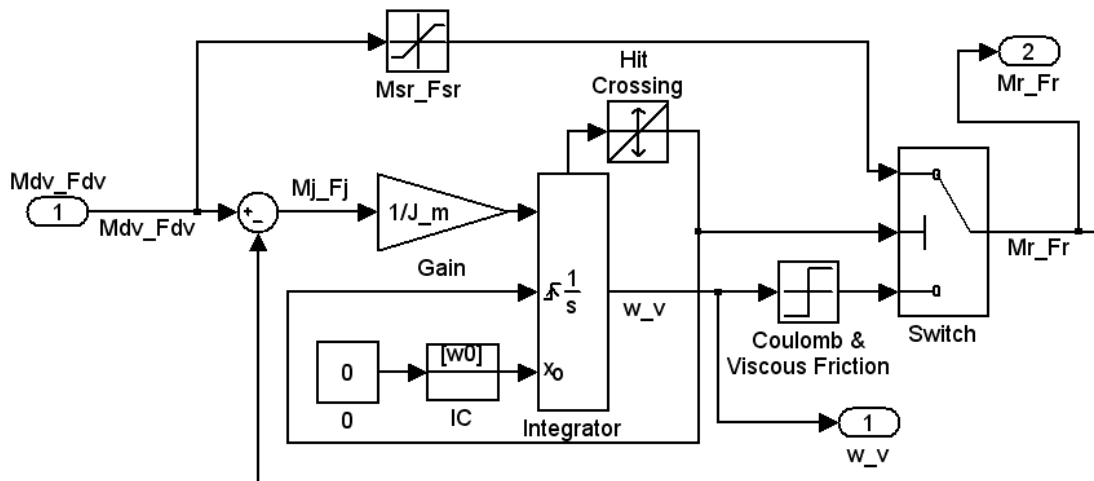 Hit
Crossing
2
Mr_Fr
Msr_Fsr
Mdv_Fdv
1
Mdv_Fdv
+
-
Mj_Fj
1/J_m
Gain
1
s
w_v
Mr_Fr
Switch
Coulomb &
Viscous Friction
0
0
[w0]
IC
xo
Integrator
1
w_v